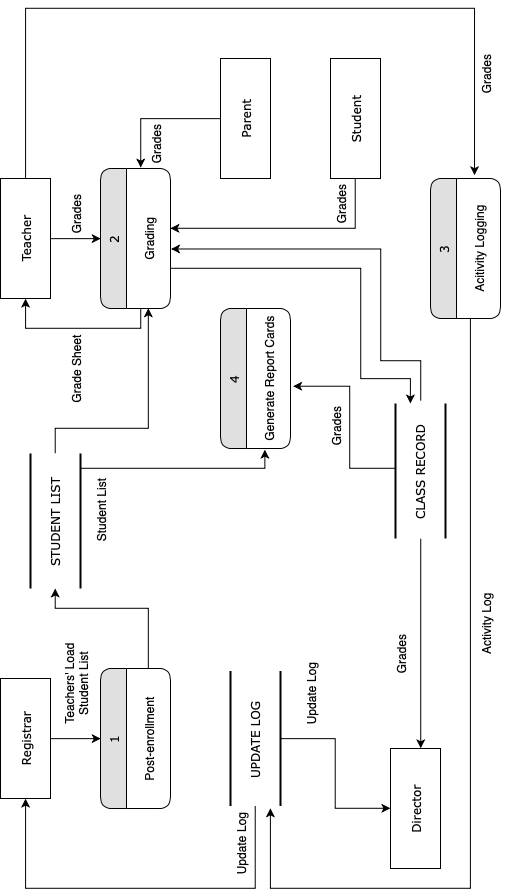 Registrar
Teacher
Teachers' Load
Student List
STUDENT LIST
Grade Sheet
Grades
1
Post-enrollment
Student List
2
Grading
Grades
Update Log
UPDATE LOG
4
Generate Report Cards
Parent
Update Log
Grades
Grades
Student
Grades
Director
CLASS RECORD
3
Acitivity Logging
Activity Log
Grades